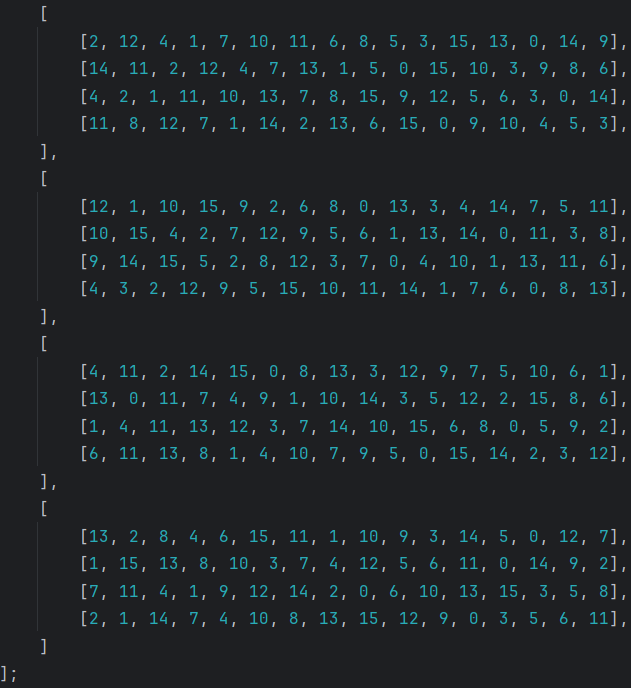 [
[2, 12, 4, 1, 7, 10, 11, 6, 8, 5, 3, 15, 13, 0, 14, 9],
[14, 11, 2, 12, 4, 7, 13, 1, 5, 0, 15, 10, 3, 9, 8, 6],
[4, 2, 1, 11, 10, 13, 7, 8, 15, 9, 12, 5, 6, 3, 0, 14],
[11, 8, 12, 7, 1, 14, 2, 13, 6, 15, 0, 9, 10, 4, 5, 3],
],
[
[12, 1, 10, 15, 9, 2, 6, 8, 0, 13, 3, 4, 14, 7, 5, 11],
[10, 15, 4, 2, 7, 12, 9, 5, 6, 1, 13, 14, 0, 11, 3, 8],
[9, 14, 15, 5, 2, 8, 12, 3, 7, 0, 4, 10, 1, 13, 11, 6],
[4, 3, 2, 12, 9, 5, 15, 10, 11, 14, 1, 7, 6, 0, 8, 13],
],
[
[4, 11, 2, 14, 15, 0, 8, 13, 3, 12, 9, 7, 5, 10, 6, 1],
[13, 0, 11, 7, 4, 9, 1, 10, 14, 3, 5, 12, 2, 15, 8, 6],
[1, 4, 11, 13, 12, 3, 7, 14, 10, 15, 6, 8, 0, 5, 9, 2],
[6, 11, 13, 8, 1, 4, 10, 7, 9, 5, 0, 15, 14, 2, 3, 12],
],
[
[13, 2, 8, 4, 6, 15, 11, 1, 10, 9, 3, 14, 5, 0, 12, 7],
[1, 15, 13, 8, 10, 3, 7, 4, 12, 5, 6, 11, 0, 14, 9, 2],
[7, 11, 4, 1, 9, 12, 14, 2, 0, 6, 10, 13, 15, 3, 5, 8],
[2, 1, 14, 7, 4, 10, 8, 13, 15, 12, 9, 0, 3, 5, 6, 11],
]
];